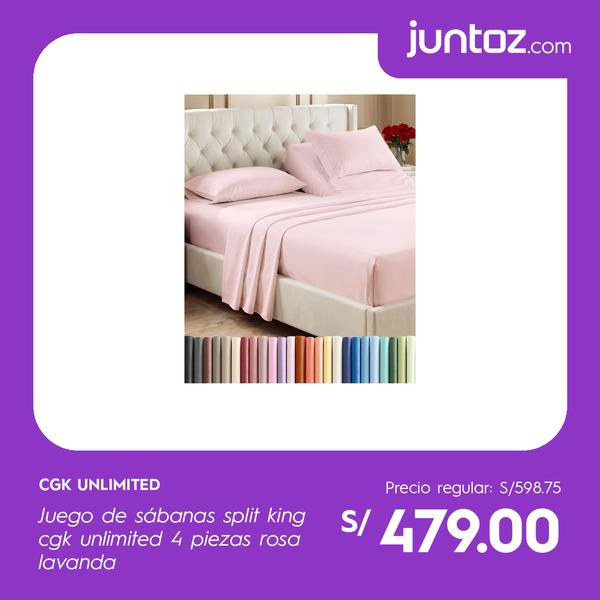 juntoz.com
CGK UNLIMITED
Juego de sábanas split king
cgk unlimited 4 piezas rosa
lavanda
Precio regular: S/598.75
S/ 479.00